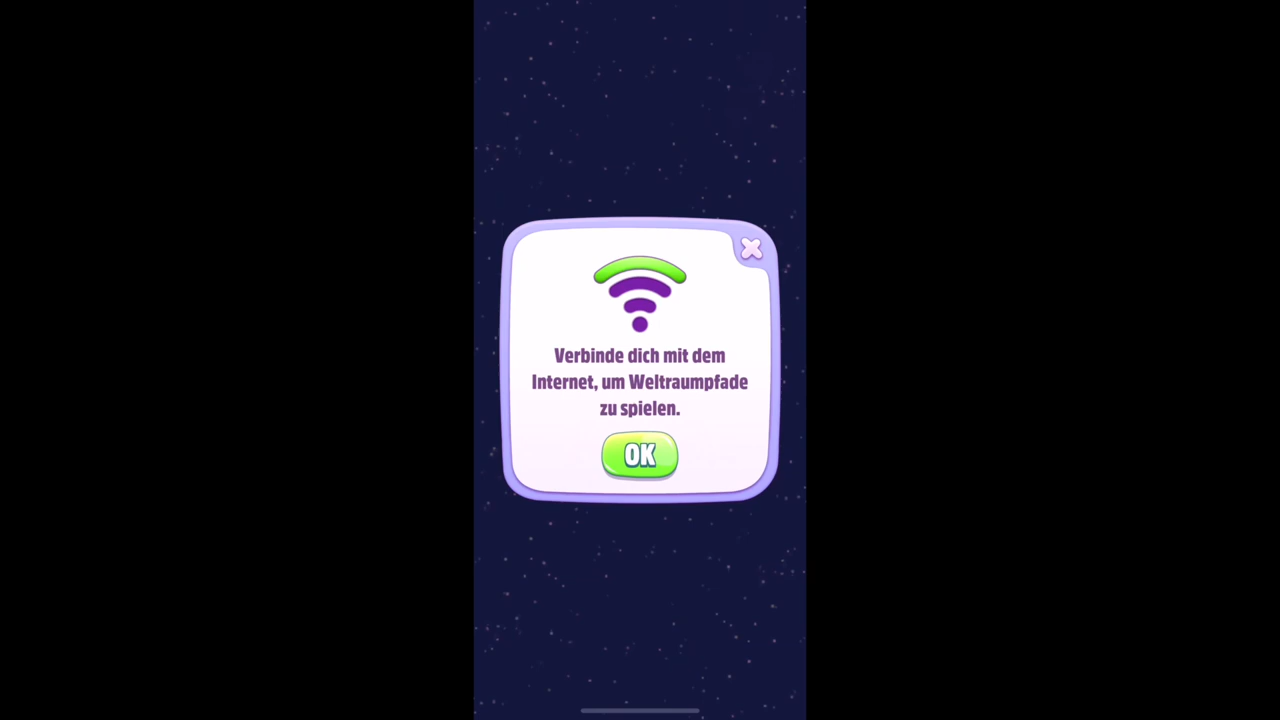 Verbinde dich mit dem
Internet, um Weltraumpfade
zu spielen.
OK